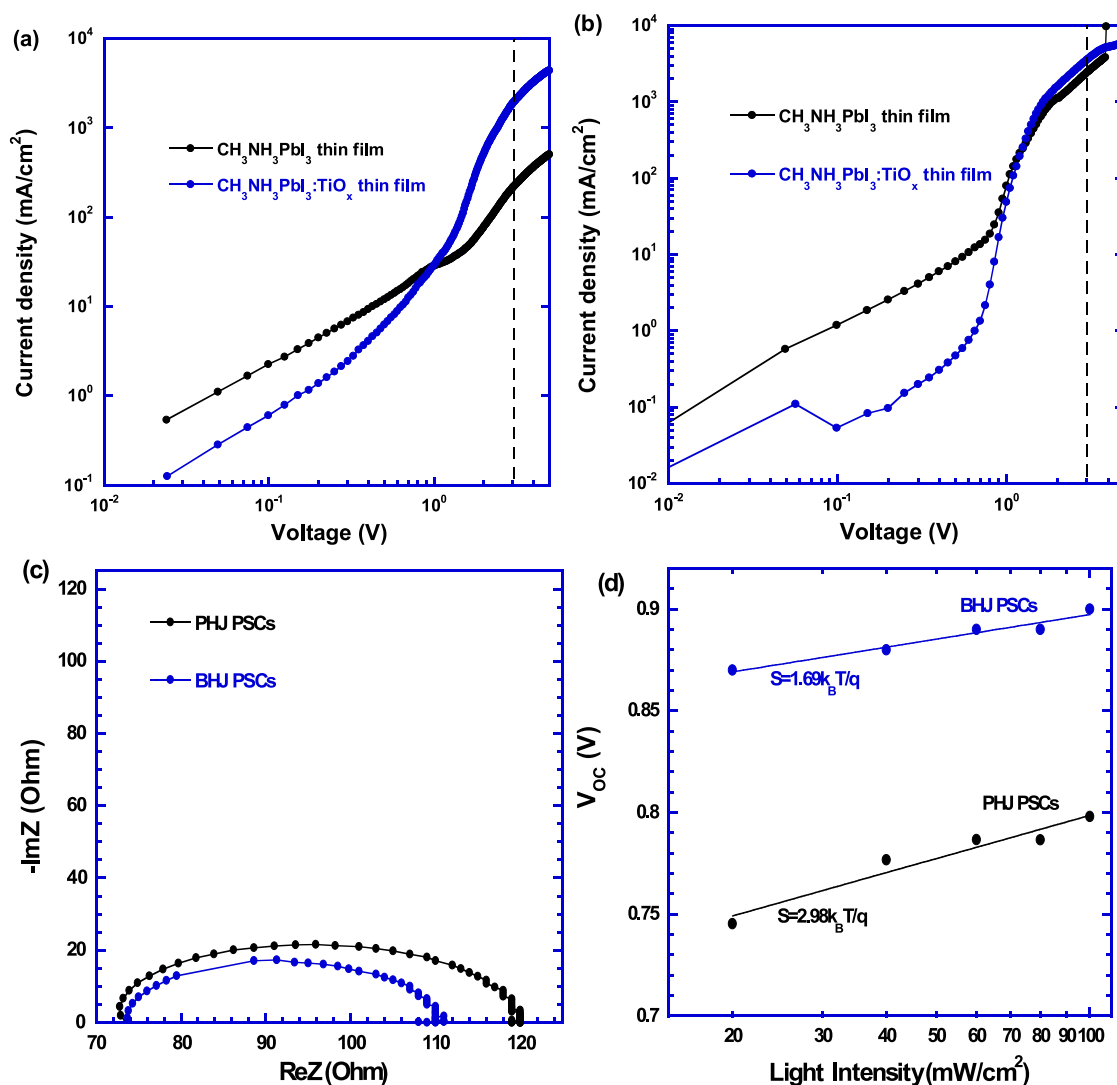 (a)
10⁴
10³
10²
10¹
10⁰
10⁻¹
Current density (mA/cm²)
CH₃NH₃PbI₃ thin film
CH₃NH₃PbI₃:TiOₓ thin film
10⁻² 10⁻¹ 10⁰
Voltage (V)
(b)
10⁴
10³
10²
10¹
10⁰
10⁻¹
10⁻²
Current density (mA/cm²)
CH₃NH₃PbI₃ thin film
CH₃NH₃PbI₃:TiOₓ thin film
10⁻² 10⁻¹ 10⁰
Voltage (V)
(c)
120
100
80
60
40
20
0
-ImZ (Ohm)
PHJ PSCs
BHJ PSCs
70 80 90 100 110 120
ReZ (Ohm)
(d)
0.9
0.85
0.8
0.75
0.7
V_OC (V)
BHJ PSCs
S=1.69k_BT/q
PHJ PSCs
S=2.98k_BT/q
20 30 40 50 60 70 80 90 100
Light Intensity(mW/cm²)